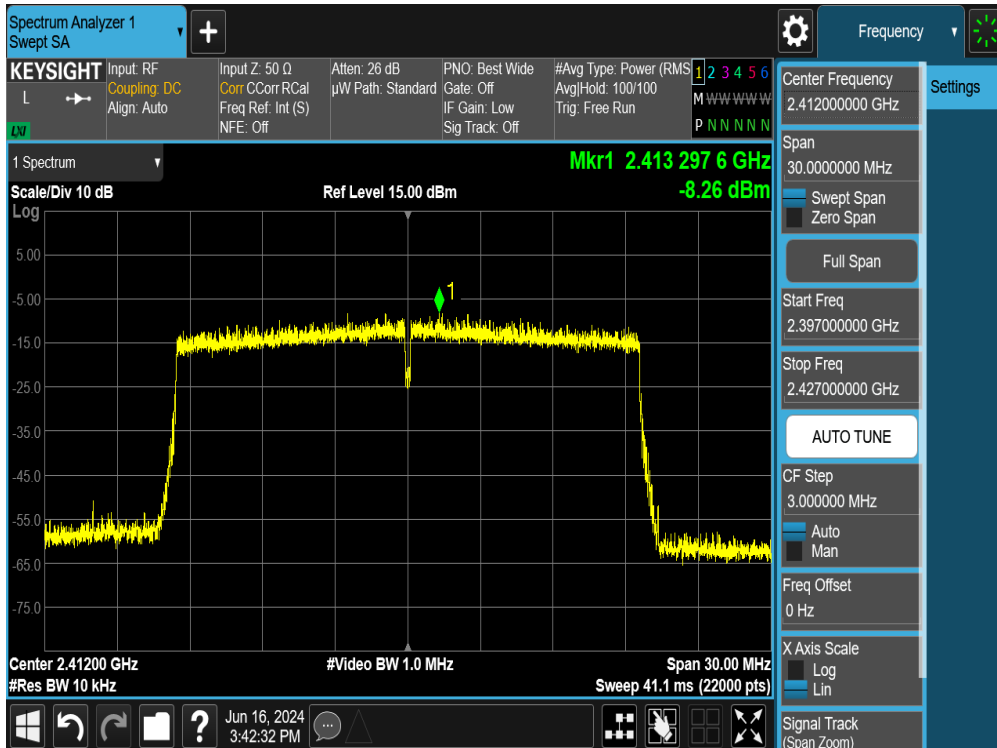 Spectrum Analyzer 1
Swept SA
+
Frequency
KEYSIGHT
L
LXI
Input: RF
Coupling: DC
Align: Auto
Input Z: 50 Ω
Corr CCorr RCal
Freq Ref: Int (S)
NFE: Off
Atten: 26 dB
µW Path: Standard
PNO: Best Wide
Gate: Off
IF Gain: Low
Sig Track: Off
#Avg Type: Power (RMS
Avg|Hold: 100/100
Trig: Free Run
1 2 3 4 5 6
M W W W W W
P N N N N N
Center Frequency
2.412000000 GHz
Settings
Span
30.0000000 MHz
Swept Span
Zero Span
Full Span
Start Freq
2.397000000 GHz
Stop Freq
2.427000000 GHz
AUTO TUNE
CF Step
3.000000 MHz
Auto
Man
Freq Offset
0 Hz
X Axis Scale
Log
Lin
Signal Track
(Span Zoom)
1 Spectrum
Mkr1 2.413 297 6 GHz
-8.26 dBm
Scale/Div 10 dB
Ref Level 15.00 dBm
Log
5.00
-5.00
1
-15.0
-25.0
-35.0
-45.0
-55.0
-65.0
-75.0
Center 2.41200 GHz
#Video BW 1.0 MHz
Span 30.00 MHz
#Res BW 10 kHz
Sweep 41.1 ms (22000 pts)
?
Jun 16, 2024
3:42:32 PM